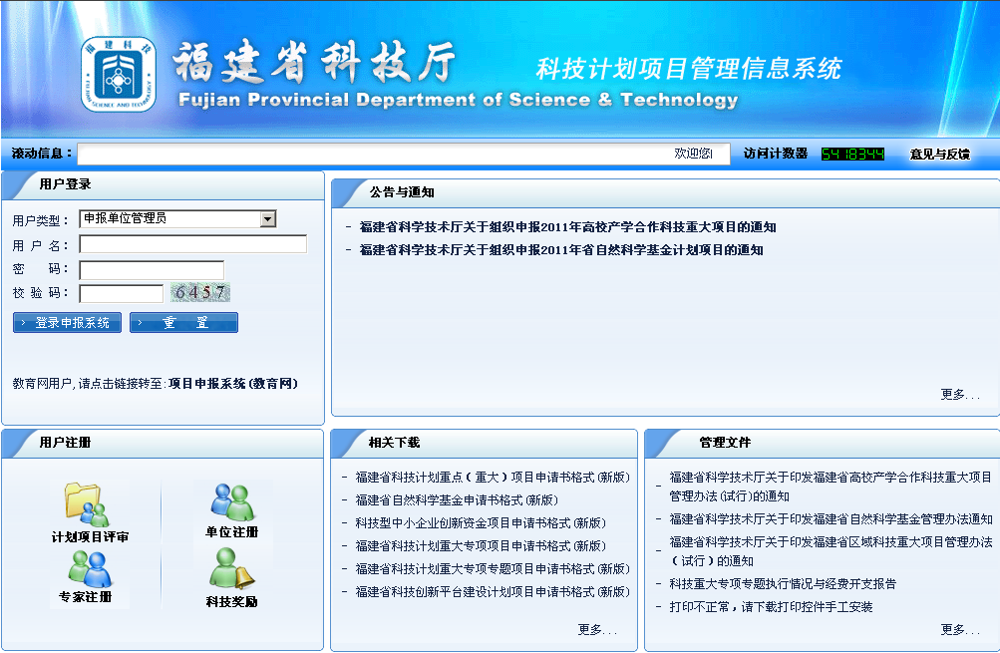 福建科技
FUJIAN SCIENCE AND TECHNOLOGY
福建省科技厅
Fujian Provincial Department of Science & Technology
科技计划项目管理信息系统
滚动信息：
欢迎您!
访问计数器
5418344
意见与反馈
用户登录
用户类型：
申报单位管理员
用 户 名：
密 码：
校 验 码：
6457
登录申报系统
重 置
教育网用户,请点击链接转至:项目申报系统(教育网)
公告与通知
- 福建省科学技术厅关于组织申报2011年高校产学合作科技重大项目的通知
- 福建省科学技术厅关于组织申报2011年省自然科学基金计划项目的通知
更多...
用户注册
计划项目评审
单位注册
专家注册
科技奖励
相关下载
- 福建省科技计划重点（重大）项目申请书格式(新版)
- 福建省自然科学基金申请书格式(新版)
- 科技型中小企业创新资金项目申请书格式(新版)
- 福建省科技计划重大专项项目申请书格式(新版)
- 福建省科技计划重大专项专题项目申请书格式(新版)
- 福建省科技创新平台建设计划项目申请书格式(新版)
更多...
管理文件
- 福建省科学技术厅关于印发福建省高校产学合作科技重大项目
管理办法(试行)的通知
- 福建省科学技术厅关于印发福建省自然科学基金管理办法通知
- 福建省科学技术厅关于印发福建省区域科技重大项目管理办法
（试行）的通知
- 科技重大专项专题执行情况与经费开支报告
- 打印不正常，请下载打印控件手工安装
更多...